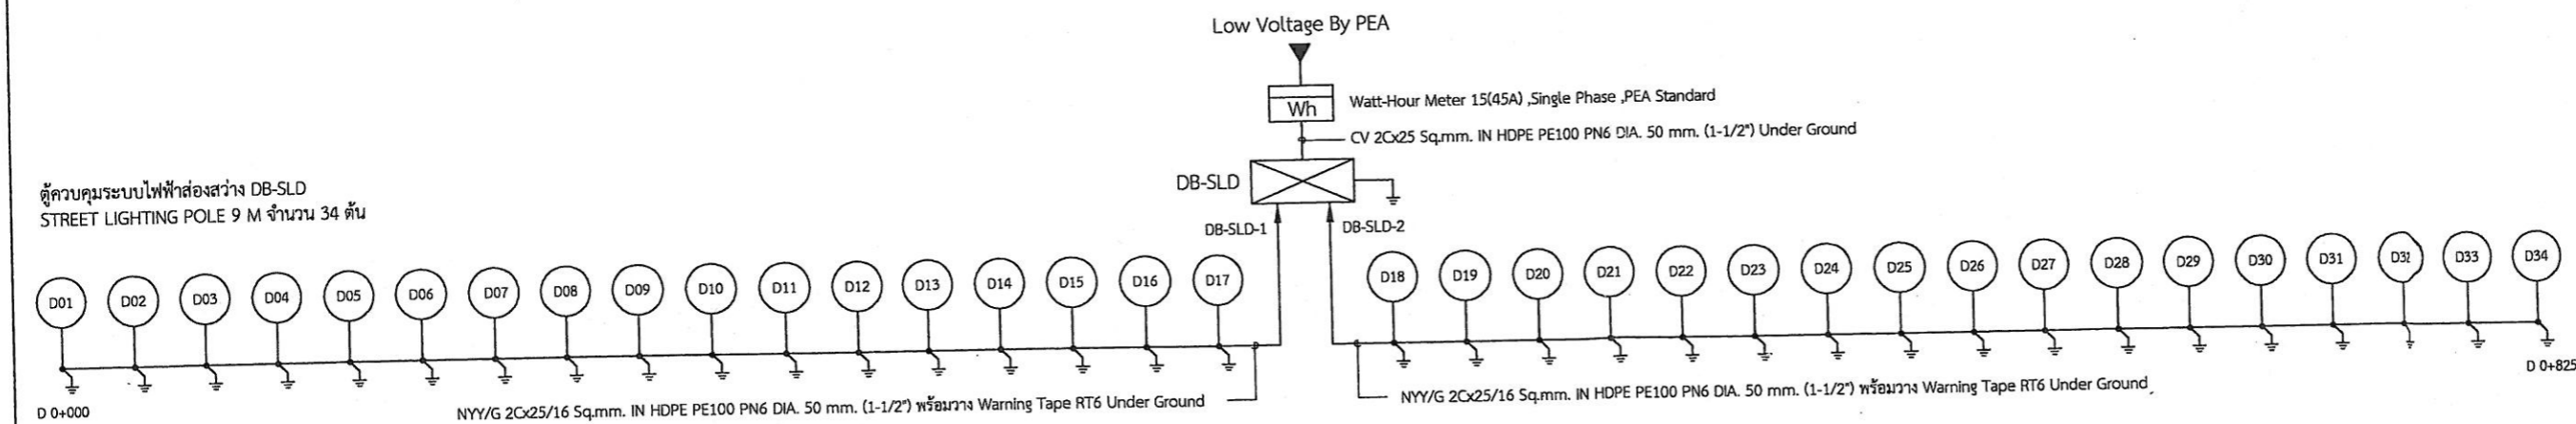 Low Voltage By PEA
Wh
Watt-Hour Meter 15(45A) ,Single Phase ,PEA Standard
CV 2Cx25 Sq.mm. IN HDPE PE100 PN6 DIA. 50 mm. (1-1/2") Under Ground
ตู้ควบคุมระบบไฟฟ้าส่องสว่าง DB-SLD
STREET LIGHTING POLE 9 M จำนวน 34 ต้น
DB-SLD
DB-SLD-1
DB-SLD-2
D01 D02 D03 D04 D05 D06 D07 D08 D09 D10 D11 D12 D13 D14 D15 D16 D17
D18 D19 D20 D21 D22 D23 D24 D25 D26 D27 D28 D29 D30 D31 D32 D33 D34
D 0+000
NYY/G 2Cx25/16 Sq.mm. IN HDPE PE100 PN6 DIA. 50 mm. (1-1/2") พร้อมวาง Warning Tape RT6 Under Ground
NYY/G 2Cx25/16 Sq.mm. IN HDPE PE100 PN6 DIA. 50 mm. (1-1/2") พร้อมวาง Warning Tape RT6 Under Ground
D 0+825